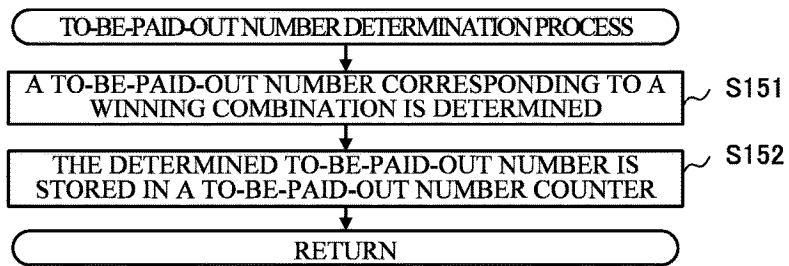 TO-BE-PAID-OUT NUMBER DETERMINATION PROCESS
A TO-BE-PAID-OUT NUMBER CORRESPONDING TO A
WINNING COMBINATION IS DETERMINED
S151
THE DETERMINED TO-BE-PAID-OUT NUMBER IS
STORED IN A TO-BE-PAID-OUT NUMBER COUNTER
S152
RETURN